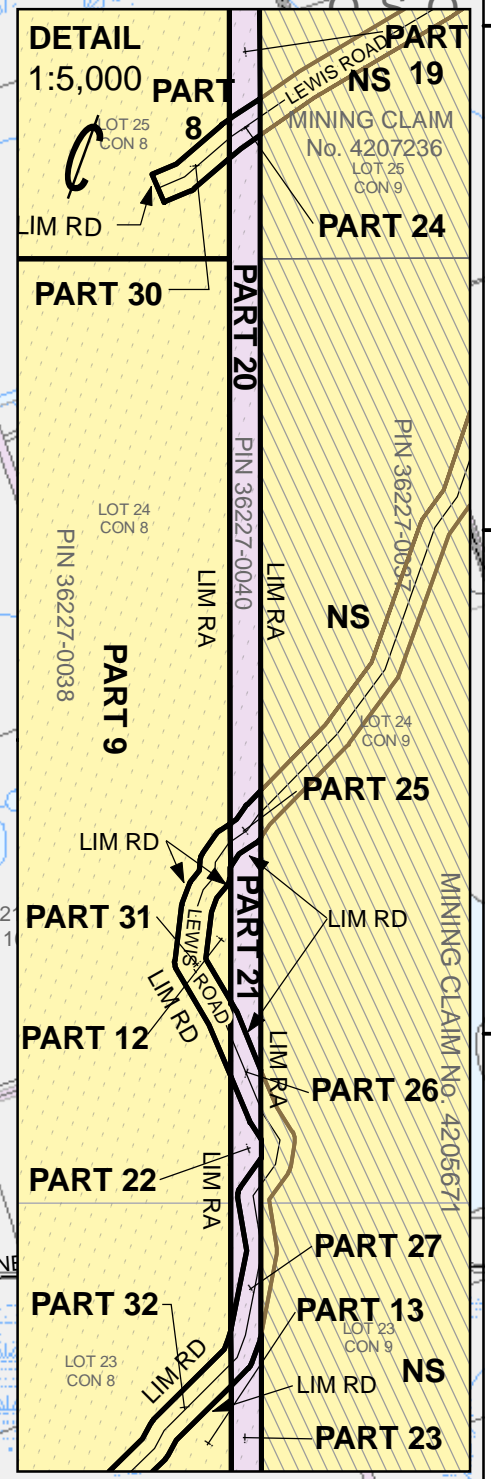 DETAIL
1:5,000
PART
8
LOT 25
CON 8
LIM RD
PART 30
LEWIS ROAD
PART
19
NS
MINING CLAIM
No. 4207236
LOT 25
CON 9
PART 24
PART 20
PIN 36227-0040
PIN 36227-0037
LOT 24
CON 8
PIN 36227-0038
LIM RA
LIM RA
NS
PART 9
LOT 24
CON 9
PART 25
LIM RD
PART 31
PART 21
LIM RD
LEWIS ROAD
LIM RD
PART 12
MINING CLAIM No. 4205671
LIM RA
PART 26
PART 22
LIM RA
PART 27
PART 32
PART 13
LOT 23
CON 9
LIM RD
LOT 23
CON 8
NS
LIM RD
PART 23